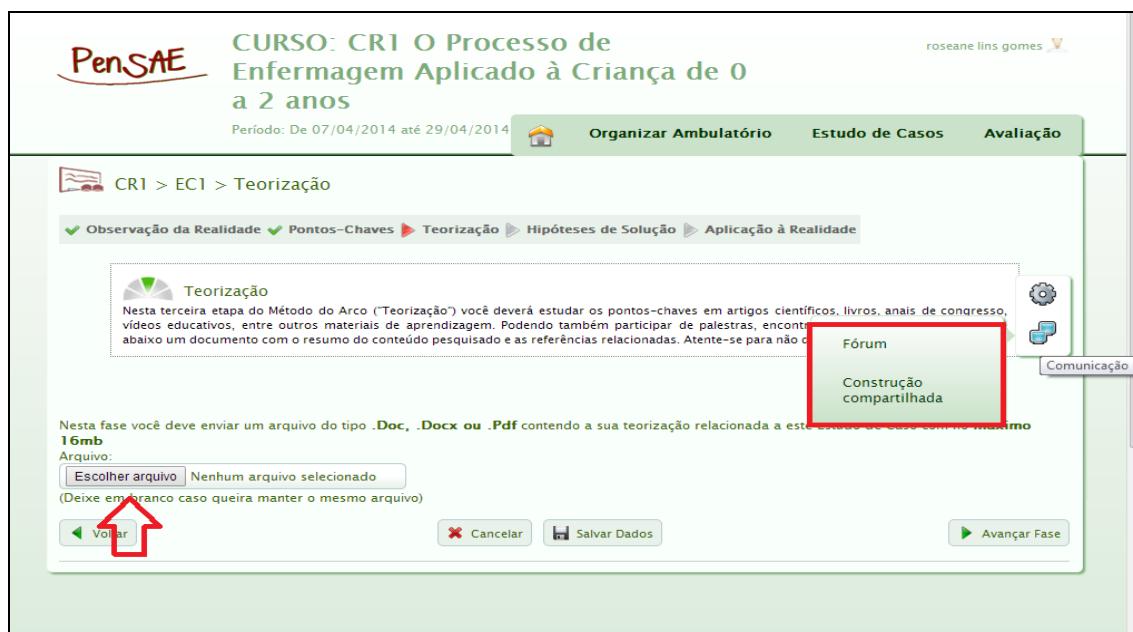 PenSAE
CURSO: CR1 O Processo de
Enfermagem Aplicado à Criança de 0
a 2 anos
roseane lins gomes
Período: De 07/04/2014 até 29/04/2014
Organizar Ambulatório
Estudo de Casos
Avaliação
CR1 > EC1 > Teorização
Observação da Realidade Pontos-Chaves Teorização Hipóteses de Solução Aplicação à Realidade
Teorização
Nesta terceira etapa do Método do Arco ("Teorização") você deverá estudar os pontos-chaves em artigos científicos, livros, anais de congresso,
vídeos educativos, entre outros materiais de aprendizagem. Podendo também participar de palestras,
abaixo um documento com o resumo do conteúdo pesquisado e as referências relacionadas. Atente-se para não
Fórum
Construção
compartilhada
Comunicação
Nesta fase você deve enviar um arquivo do tipo .Doc, .Docx ou .Pdf contendo a sua teorização relacionada a este Estudo de Caso com no máximo
16mb
Arquivo:
Escolher arquivo Nenhum arquivo selecionado
(Deixe em branco caso queira manter o mesmo arquivo)
Voltar
Cancelar
Salvar Dados
Avançar Fase